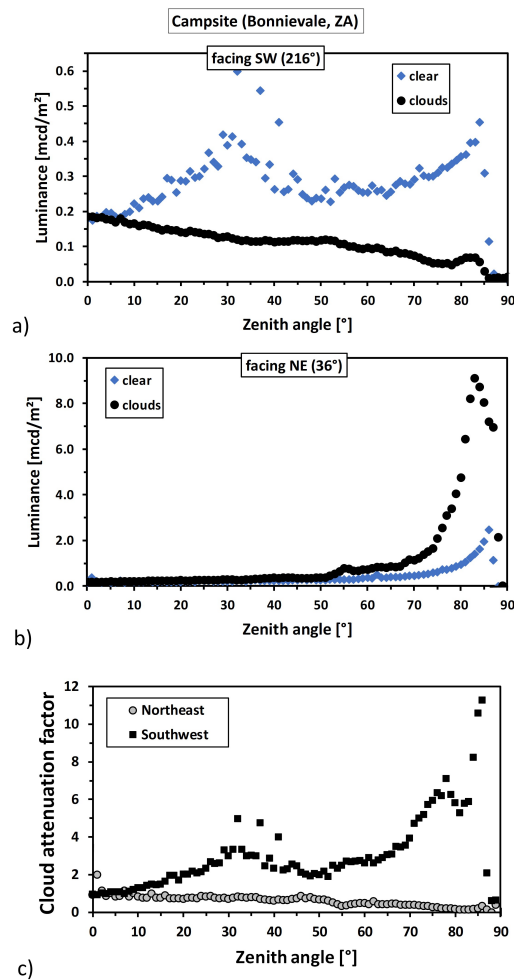 Campsite (Bonnievale, ZA)
facing SW (216°)
clear
clouds
Luminance [mcd/m²]
0.6
0.5
0.4
0.3
0.2
0.1
0.0
0 10 20 30 40 50 60 70 80 90
Zenith angle [°]
a)
facing NE (36°)
clear
clouds
Luminance [mcd/m²]
10.0
8.0
6.0
4.0
2.0
0.0
0 10 20 30 40 50 60 70 80 90
Zenith angle [°]
b)
Northeast
Southwest
Cloud attenuation factor
12
10
8
6
4
2
0
0 10 20 30 40 50 60 70 80 90
Zenith angle [°]
c)